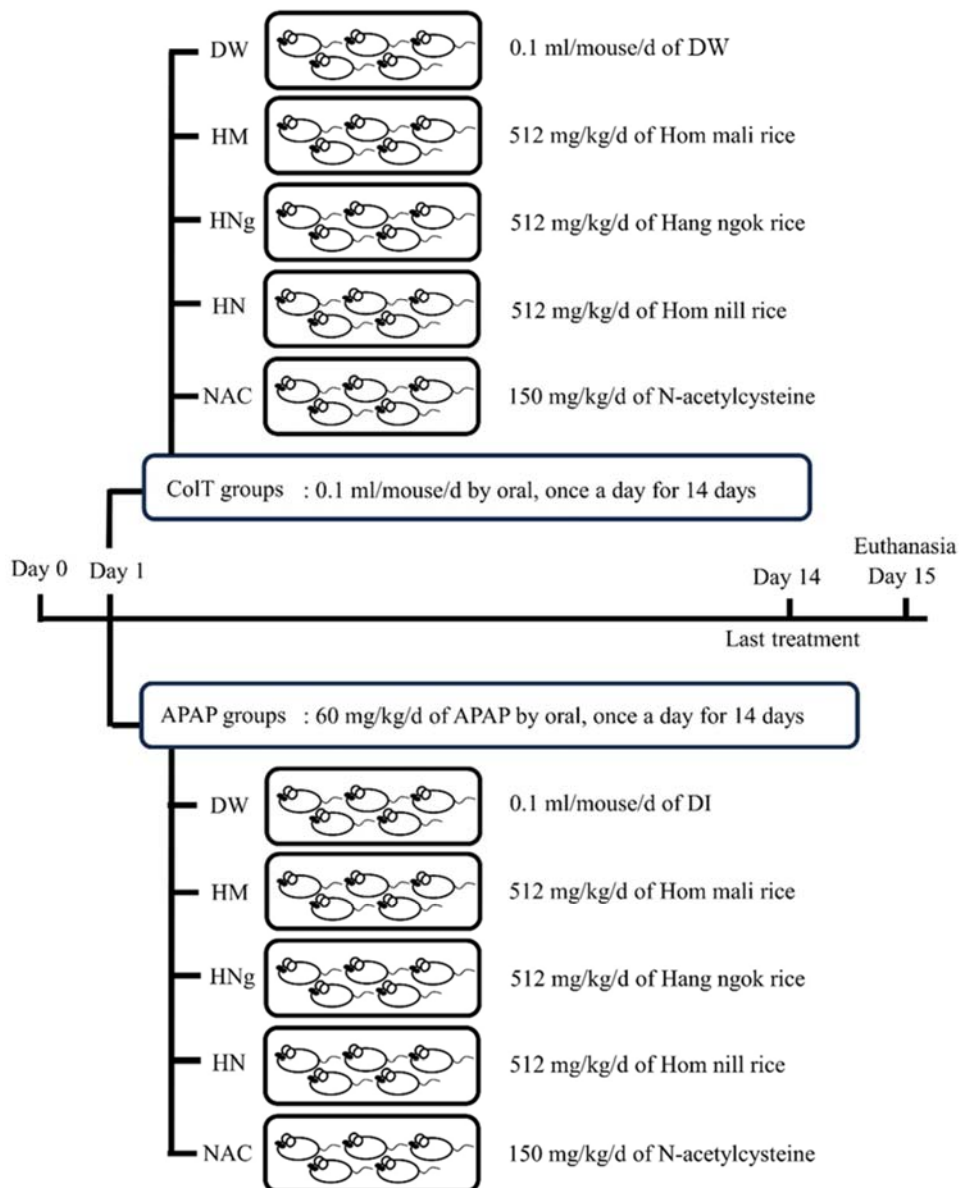 DW 0.1 ml/mouse/d of DW
HM 512 mg/kg/d of Hom mali rice
HNg 512 mg/kg/d of Hang ngok rice
HN 512 mg/kg/d of Hom nill rice
NAC 150 mg/kg/d of N-acetylcysteine
ColT groups : 0.1 ml/mouse/d by oral, once a day for 14 days
Euthanasia
Day 0 Day 1 Day 14 Day 15
Last treatment
APAP groups : 60 mg/kg/d of APAP by oral, once a day for 14 days
DW 0.1 ml/mouse/d of DI
HM 512 mg/kg/d of Hom mali rice
HNg 512 mg/kg/d of Hang ngok rice
HN 512 mg/kg/d of Hom nill rice
NAC 150 mg/kg/d of N-acetylcysteine